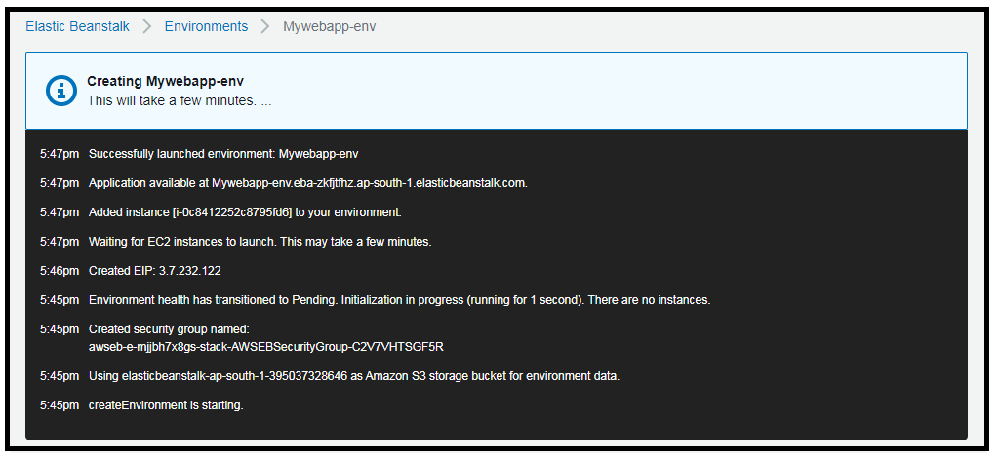 Elastic Beanstalk > Environments > Mywebapp-env
Creating Mywebapp-env
This will take a few minutes. ...
5:47pm Successfully launched environment: Mywebapp-env
5:47pm Application available at Mywebapp-env.eba-zkfjtfhz.ap-south-1.elasticbeanstalk.com.
5:47pm Added instance [i-0c8412252c8795fd6] to your environment.
5:47pm Waiting for EC2 instances to launch. This may take a few minutes.
5:46pm Created EIP: 3.7.232.122
5:45pm Environment health has transitioned to Pending. Initialization in progress (running for 1 second). There are no instances.
5:45pm Created security group named:
awseb-e-mjjbh7x8gs-stack-AWSEBSecurityGroup-C2V7VHTSGF5R
5:45pm Using elasticbeanstalk-ap-south-1-395037328646 as Amazon S3 storage bucket for environment data.
5:45pm createEnvironment is starting.